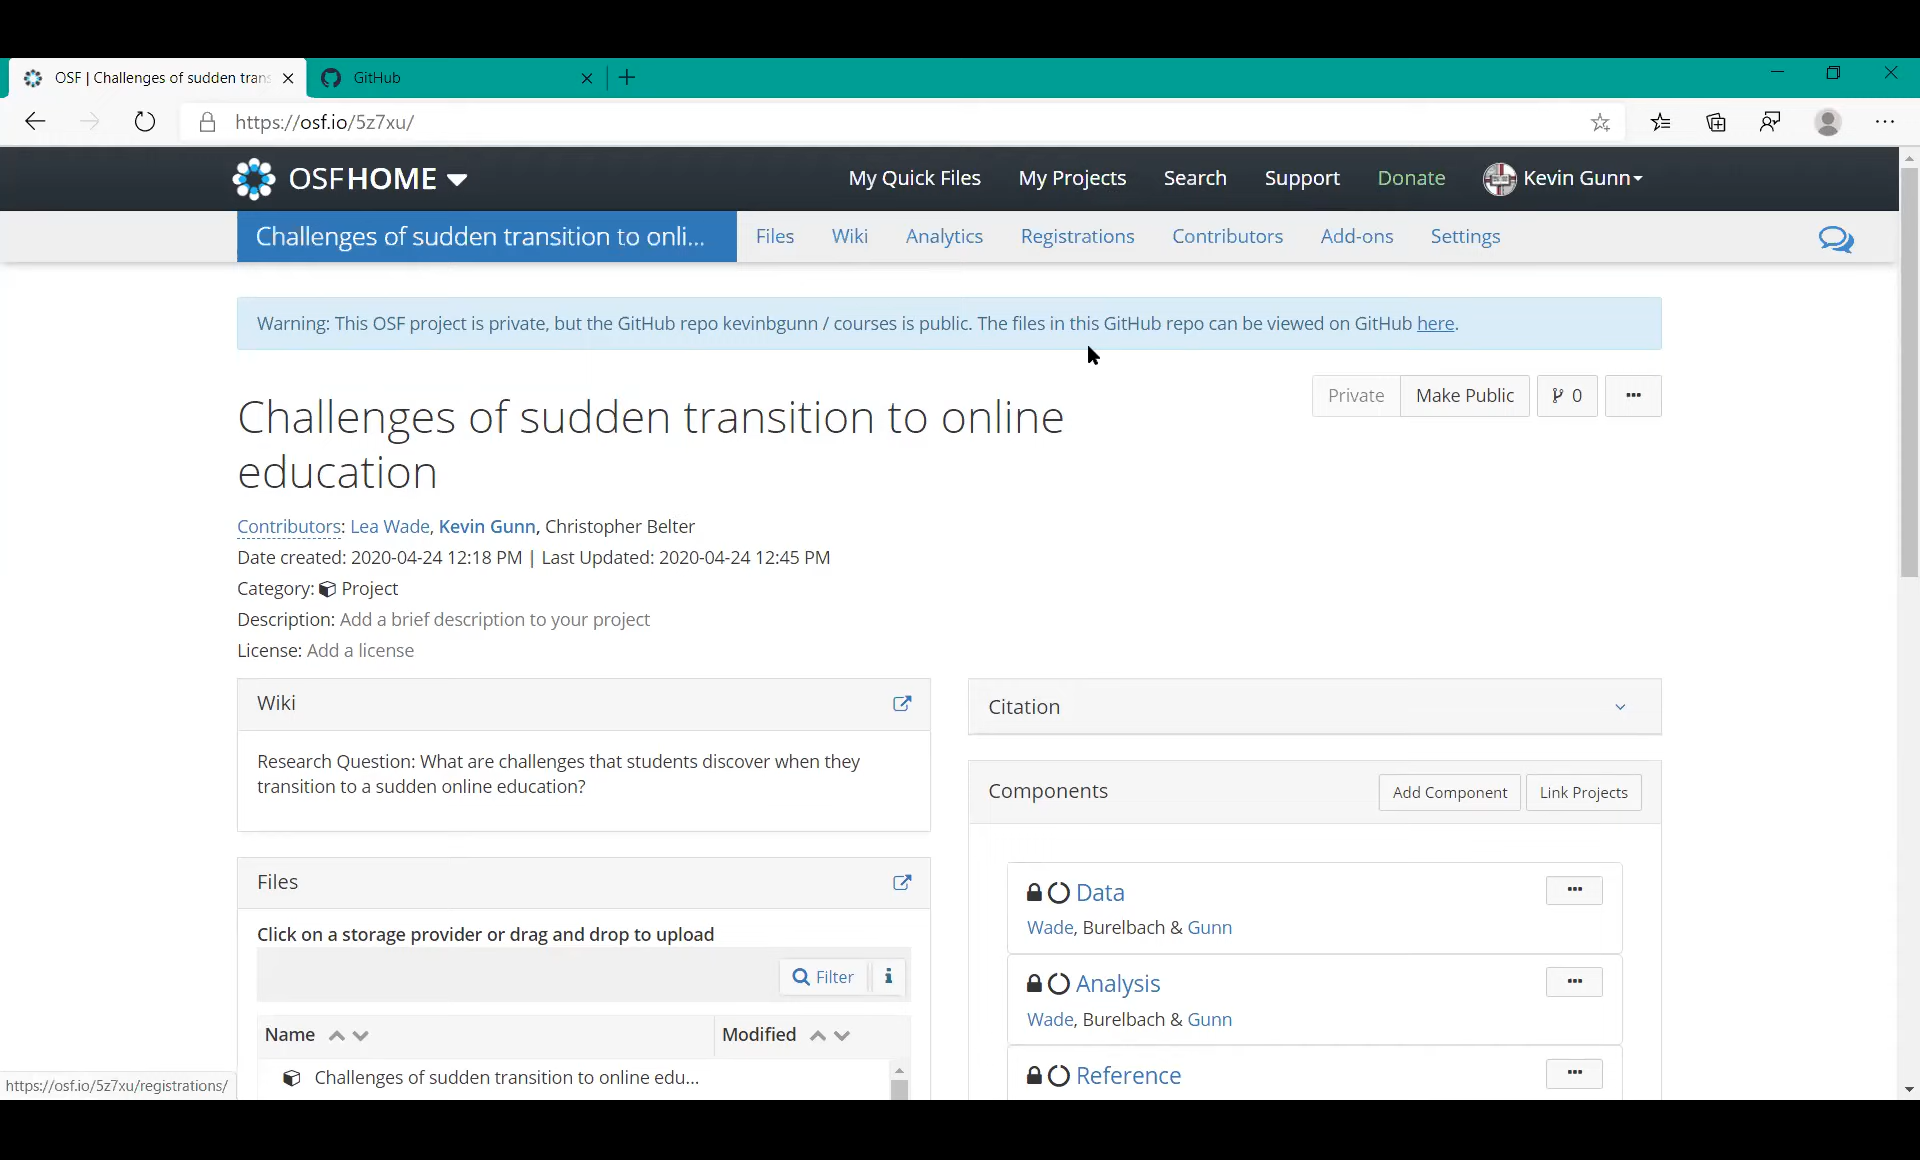 OSF | Challenges of sudden tran
GitHub
https://osf.io/5z7xu/
OSFHOME
My Quick Files
My Projects
Search
Support
Donate
Kevin Gunn
Challenges of sudden transition to onli...
Files
Wiki
Analytics
Registrations
Contributors
Add-ons
Settings
Warning: This OSF project is private, but the GitHub repo kevinbgunn / courses is public. The files in this GitHub repo can be viewed on GitHub here.
Private
Make Public
0
Challenges of sudden transition to online
education
Contributors: Lea Wade, Kevin Gunn, Christopher Belter
Date created: 2020-04-24 12:18 PM | Last Updated: 2020-04-24 12:45 PM
Category: Project
Description: Add a brief description to your project
License: Add a license
Wiki
Research Question: What are challenges that students discover when they
transition to a sudden online education?
Files
Click on a storage provider or drag and drop to upload
Filter
Name
Modified
Challenges of sudden transition to online edu...
Citation
Components
Add Component
Link Projects
Data
Wade, Burelbach & Gunn
Analysis
Wade, Burelbach & Gunn
Reference
https://osf.io/5z7xu/registrations/